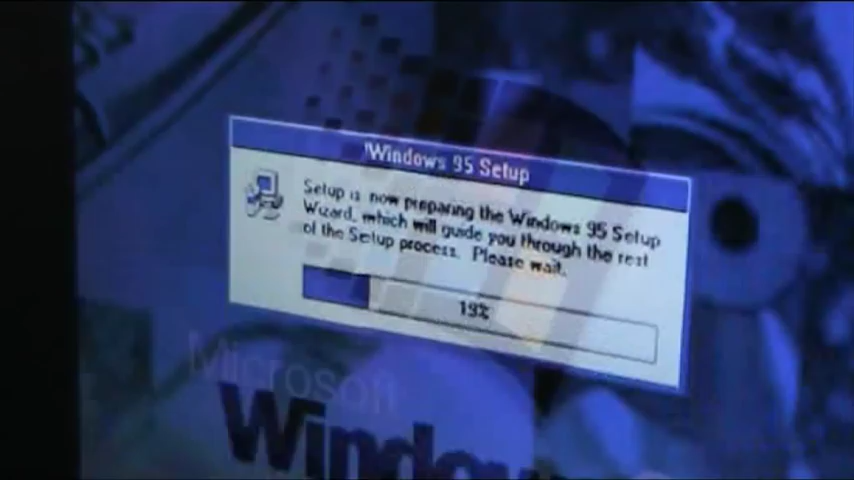 Windows 95 Setup
Setup is now preparing the Windows 95 Setup
Wizard, which will guide you through the rest
of the Setup process. Please wait.
19%
Microsoft
Window